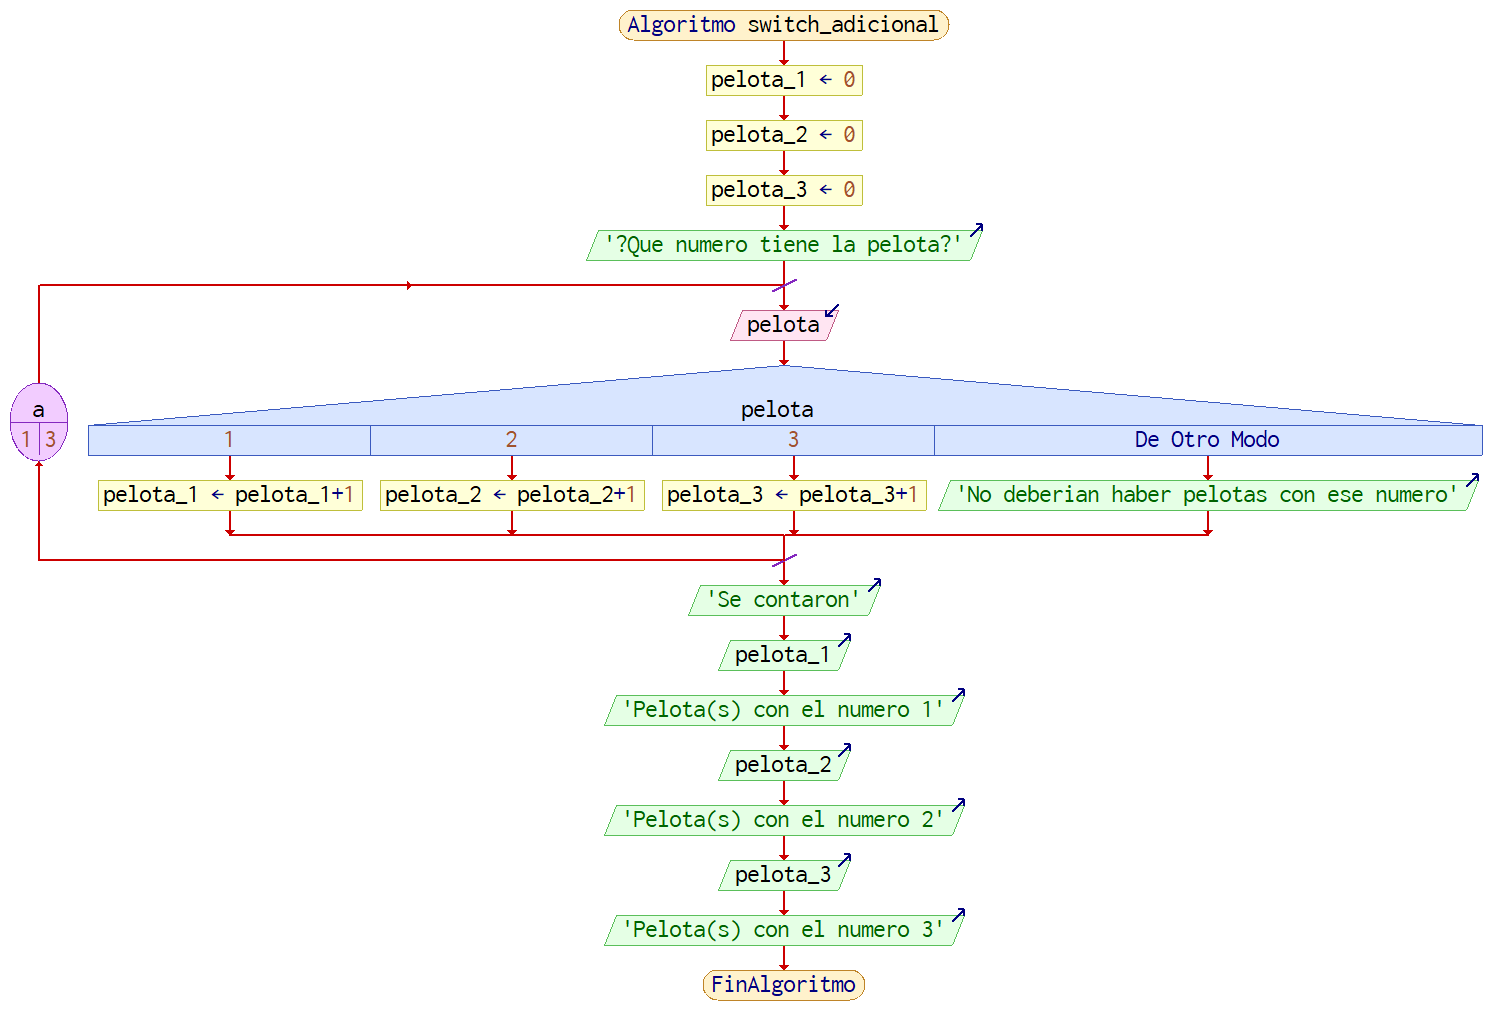 Algoritmo switch_adicional
pelota_1 ← 0
pelota_2 ← 0
pelota_3 ← 0
'?Que numero tiene la pelota?'
pelota
a
1 3
pelota
1 2 3 De Otro Modo
pelota_1 ← pelota_1+1 pelota_2 ← pelota_2+1 pelota_3 ← pelota_3+1 'No deberian haber pelotas con ese numero'
'Se contaron'
pelota_1
'Pelota(s) con el numero 1'
pelota_2
'Pelota(s) con el numero 2'
pelota_3
'Pelota(s) con el numero 3'
FinAlgoritmo